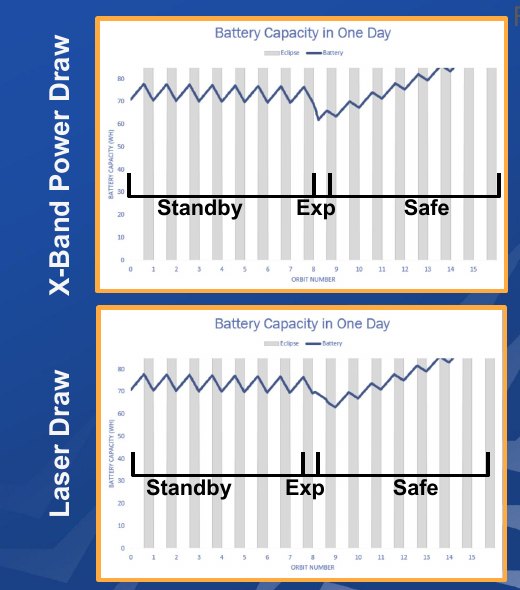 X-Band Power Draw
Battery Capacity in One Day
Eclipse Battery
BATTERY CAPACITY (WH)
80
70
60
50
40
30
20
10
0
Standby Exp Safe
0 1 2 3 4 5 6 7 8 9 10 11 12 13 14 15
ORBIT NUMBER
Laser Draw
Battery Capacity in One Day
Eclipse Battery
BATTERY CAPACITY (WH)
80
70
60
50
40
30
20
10
0
Standby Exp Safe
0 1 2 3 4 5 6 7 8 9 10 11 12 13 14 15
ORBIT NUMBER